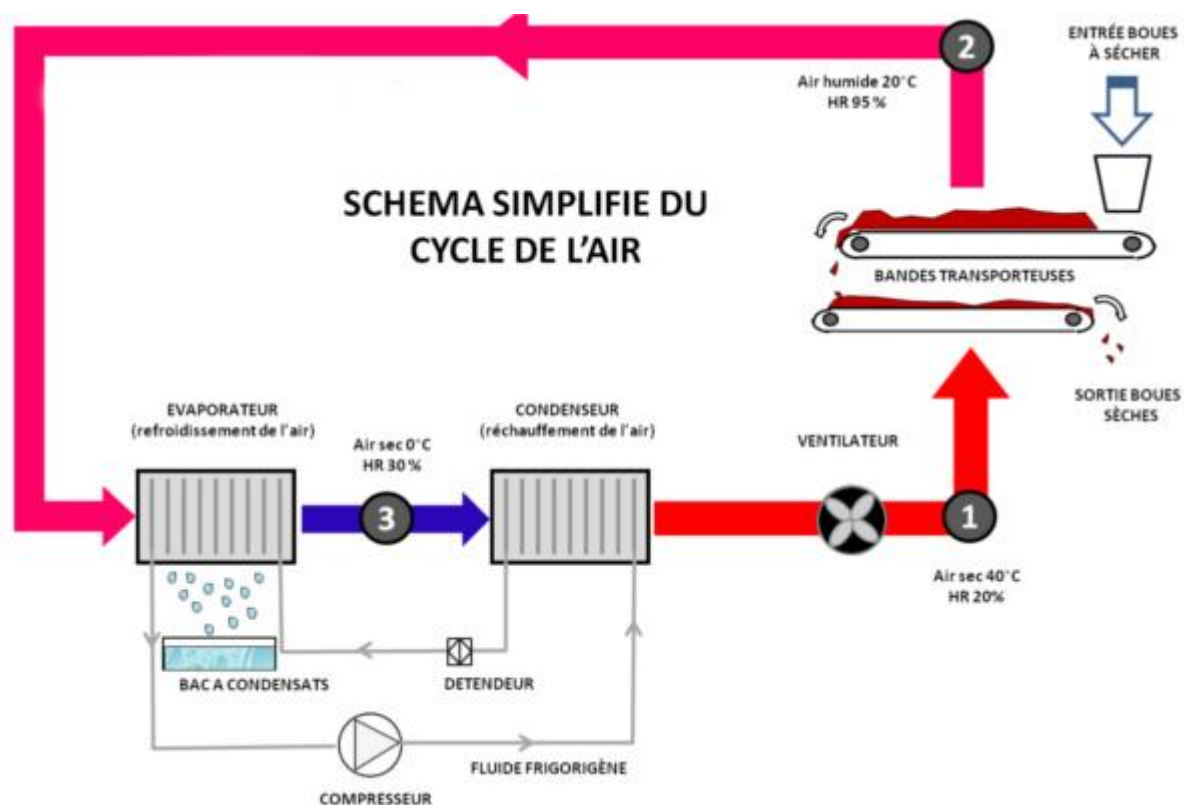 2
ENTRÉE BOUES
À SÉCHER
Air humide 20°C
HR 95 %
SCHEMA SIMPLIFIE DU
CYCLE DE L'AIR
BANDES TRANSPORTEUSES
SORTIE BOUES
SÈCHES
EVAPORATEUR
(refroidissement de l'air)
Air sec 0°C
HR 30 %
CONDENSEUR
(réchauffement de l'air)
VENTILATEUR
3
1
Air sec 40°C
HR 20%
BAC A CONDENSATS
DETENDEUR
FLUIDE FRIGORIGÈNE
COMPRESSEUR